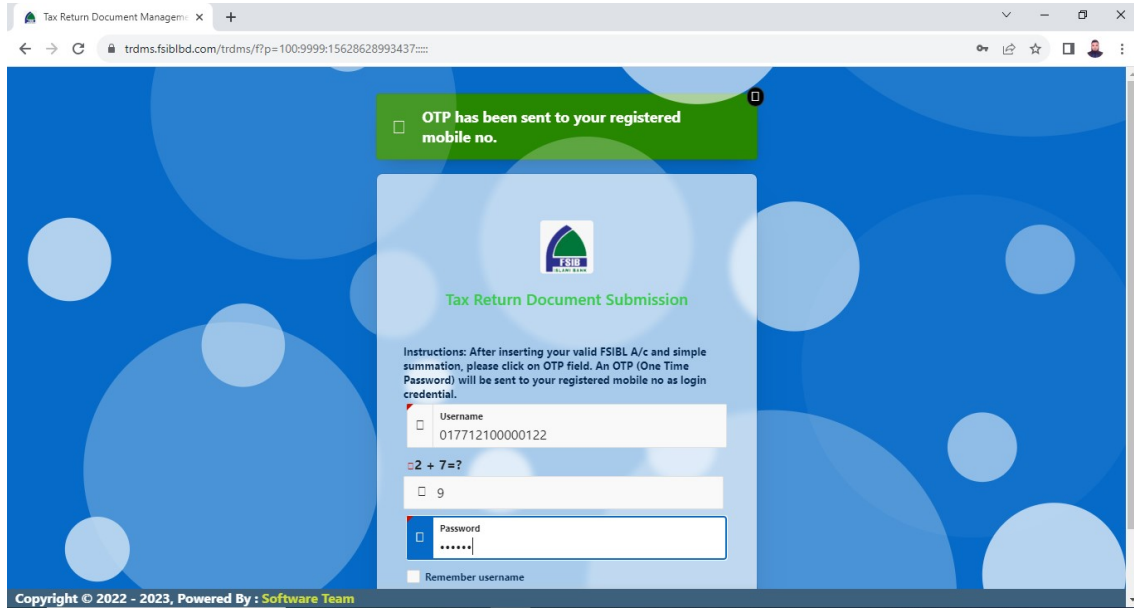 Tax Return Document Manageme
trdms.fsiblbd.com/trdms/f?p=100:9999:15628628993437:::::
OTP has been sent to your registered
mobile no.
FSIB
ISLAMI BANK
Tax Return Document Submission
Instructions: After inserting your valid FSIBL A/c and simple
summation, please click on OTP field. An OTP (One Time
Password) will be sent to your registered mobile no as login
credential.
Username
017712100000122
2 + 7=?
9
Password
••••••
Remember username
Copyright © 2022 - 2023, Powered By : Software Team